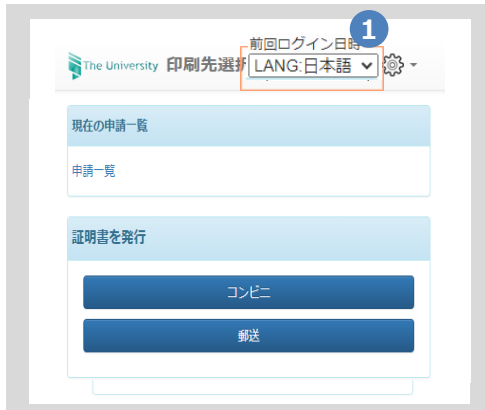 1
前回ログイン日時
The University 印刷先選択
LANG:日本語
現在の申請一覧
申請一覧
証明書を発行
コンビニ
郵送